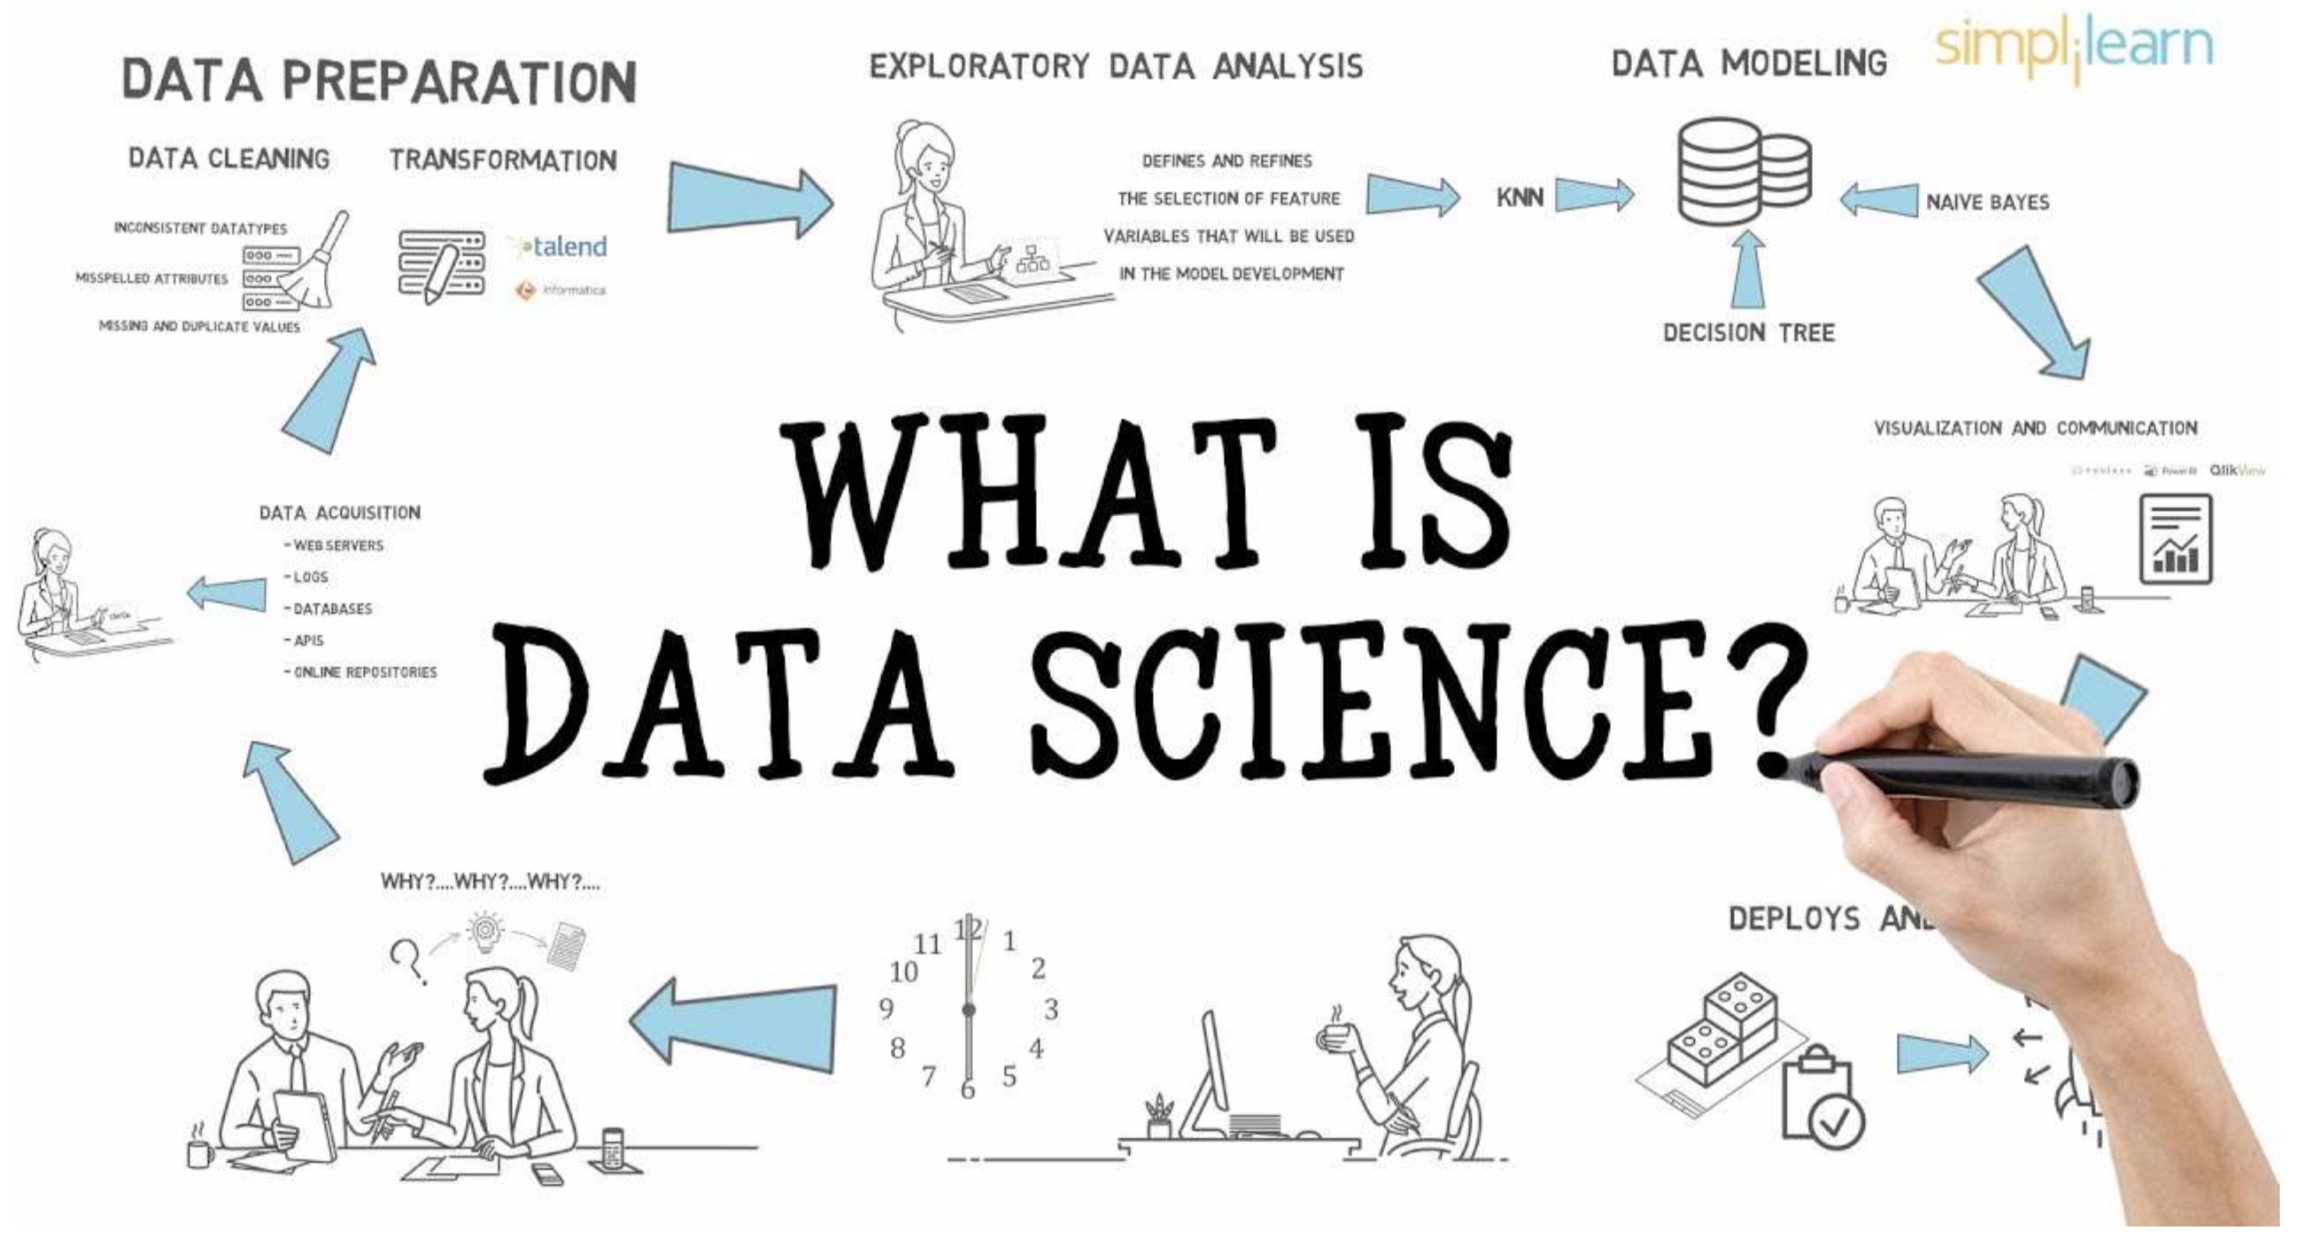 simplilearn
DATA PREPARATION
DATA CLEANING
TRANSFORMATION
INCONSISTENT DATATYPES
MISSPELLED ATTRIBUTES
MISSING AND DUPLICATE VALUES
talend
Informatica
EXPLORATORY DATA ANALYSIS
DEFINES AND REFINES
THE SELECTION OF FEATURE
VARIABLES THAT WILL BE USED
IN THE MODEL DEVELOPMENT
DATA MODELING
KNN
NAIVE BAYES
DECISION TREE
VISUALIZATION AND COMMUNICATION
Power BI
QlikView
WHAT IS
DATA SCIENCE?
DATA ACQUISITION
- WEB SERVERS
- LOGS
- DATABASES
- APIS
- ONLINE REPOSITORIES
WHY?....WHY?....WHY?....
12
11
1
10
2
9
3
8
4
7
5
6
DEPLOYS AND